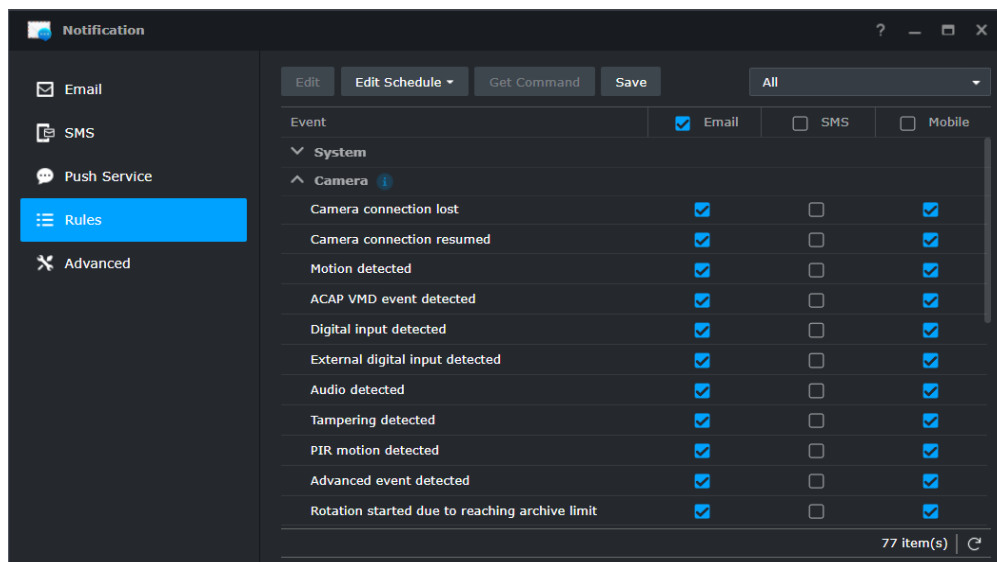 Notification
?
Email
SMS
Push Service
Rules
Advanced
Edit
Edit Schedule
Get Command
Save
All
Event
Email
SMS
Mobile
System
Camera i
Camera connection lost
Camera connection resumed
Motion detected
ACAP VMD event detected
Digital input detected
External digital input detected
Audio detected
Tampering detected
PIR motion detected
Advanced event detected
Rotation started due to reaching archive limit
77 item(s)